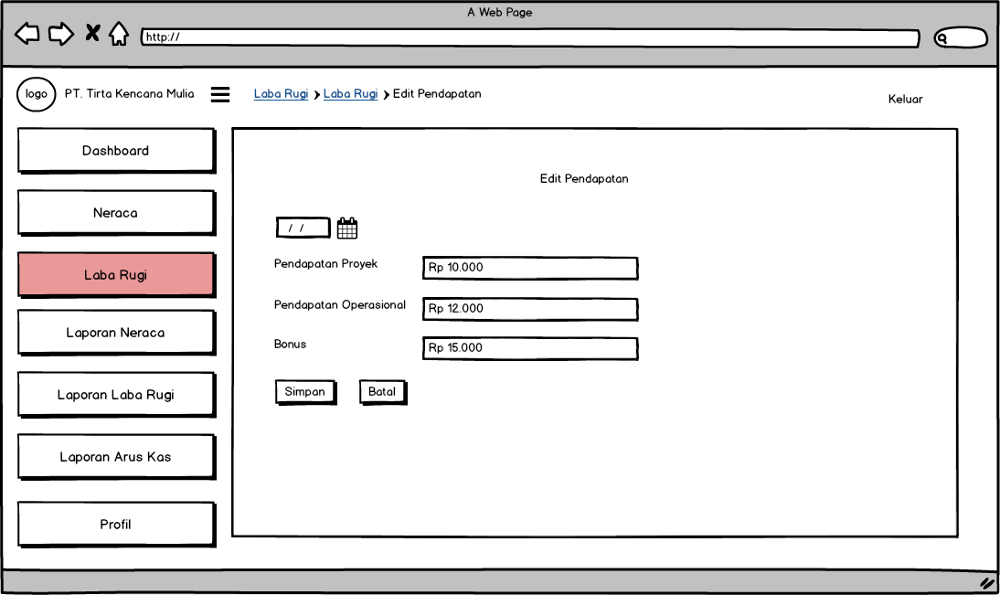 A Web Page
http://
logo
PT. Tirta Kencana Mulia
Laba Rugi Laba Rugi Edit Pendapatan
Keluar
Dashboard
Neraca
Laba Rugi
Laporan Neraca
Laporan Laba Rugi
Laporan Arus Kas
Profil
Edit Pendapatan
/ /
Pendapatan Proyek Rp 10.000
Pendapatan Operasional Rp 12.000
Bonus Rp 15.000
Simpan Batal